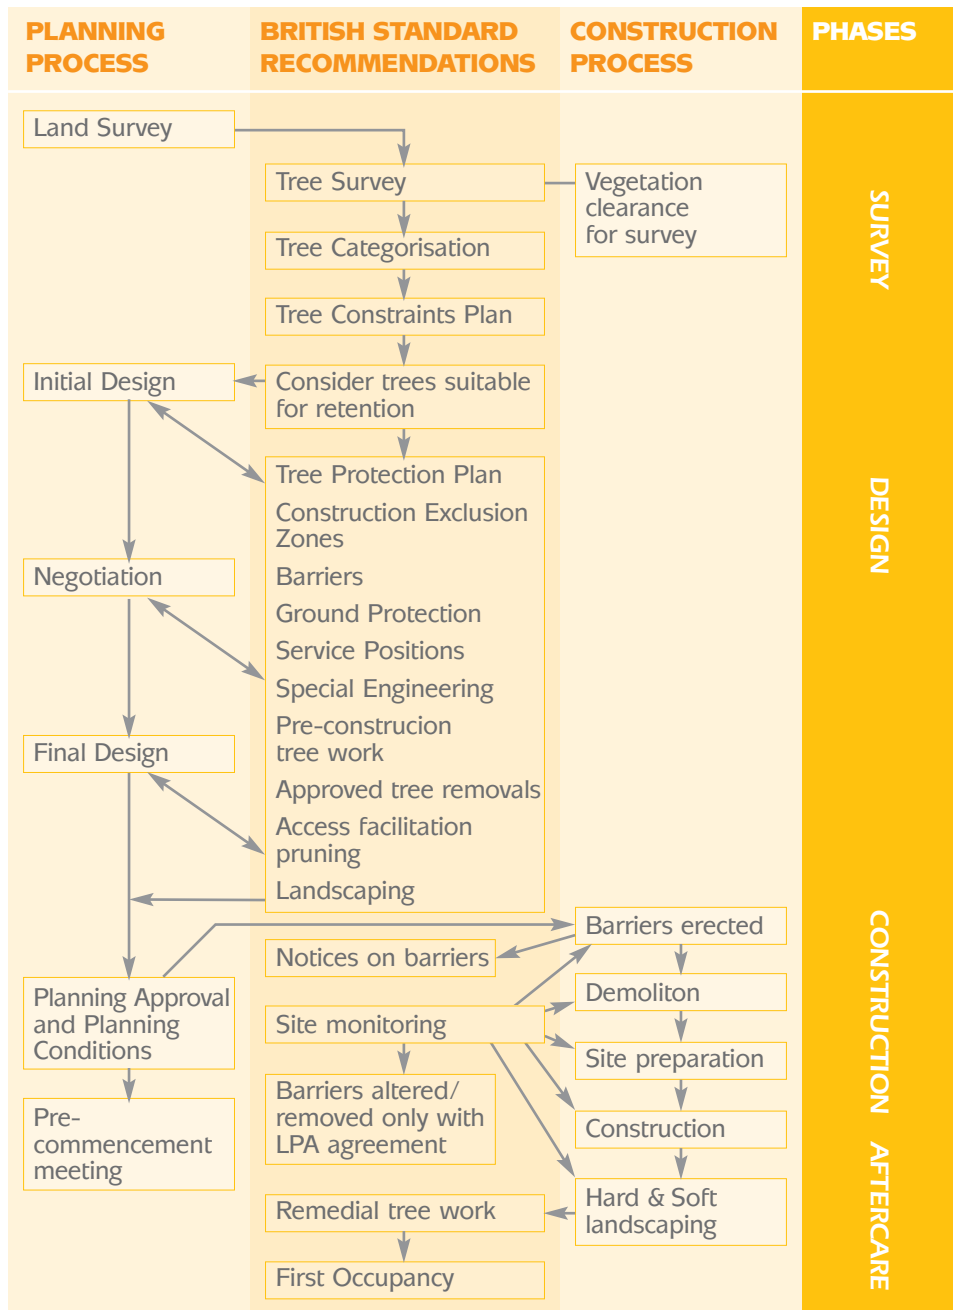 PLANNING
PROCESS
BRITISH STANDARD
RECOMMENDATIONS
CONSTRUCTION
PROCESS
PHASES
Land Survey
Tree Survey
Vegetation
clearance
for survey
SURVEY
Tree Categorisation
Tree Constraints Plan
Initial Design
Consider trees suitable
for retention
Tree Protection Plan
Construction Exclusion
Zones
DESIGN
Negotiation
Barriers
Ground Protection
Service Positions
Special Engineering
Pre-construcion
tree work
Final Design
Approved tree removals
Access facilitation
pruning
Landscaping
Barriers erected
Notices on barriers
Planning Approval
and Planning
Conditions
Demoliton
Site monitoring
Site preparation
CONSTRUCTION
Barriers altered/
removed only with
LPA agreement
Pre-
commencement
meeting
Construction
Hard & Soft
landscaping
Remedial tree work
AFTERCARE
First Occupancy